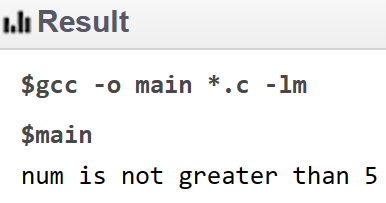 Result
$gcc -o main *.c -lm
$main
num is not greater than 5